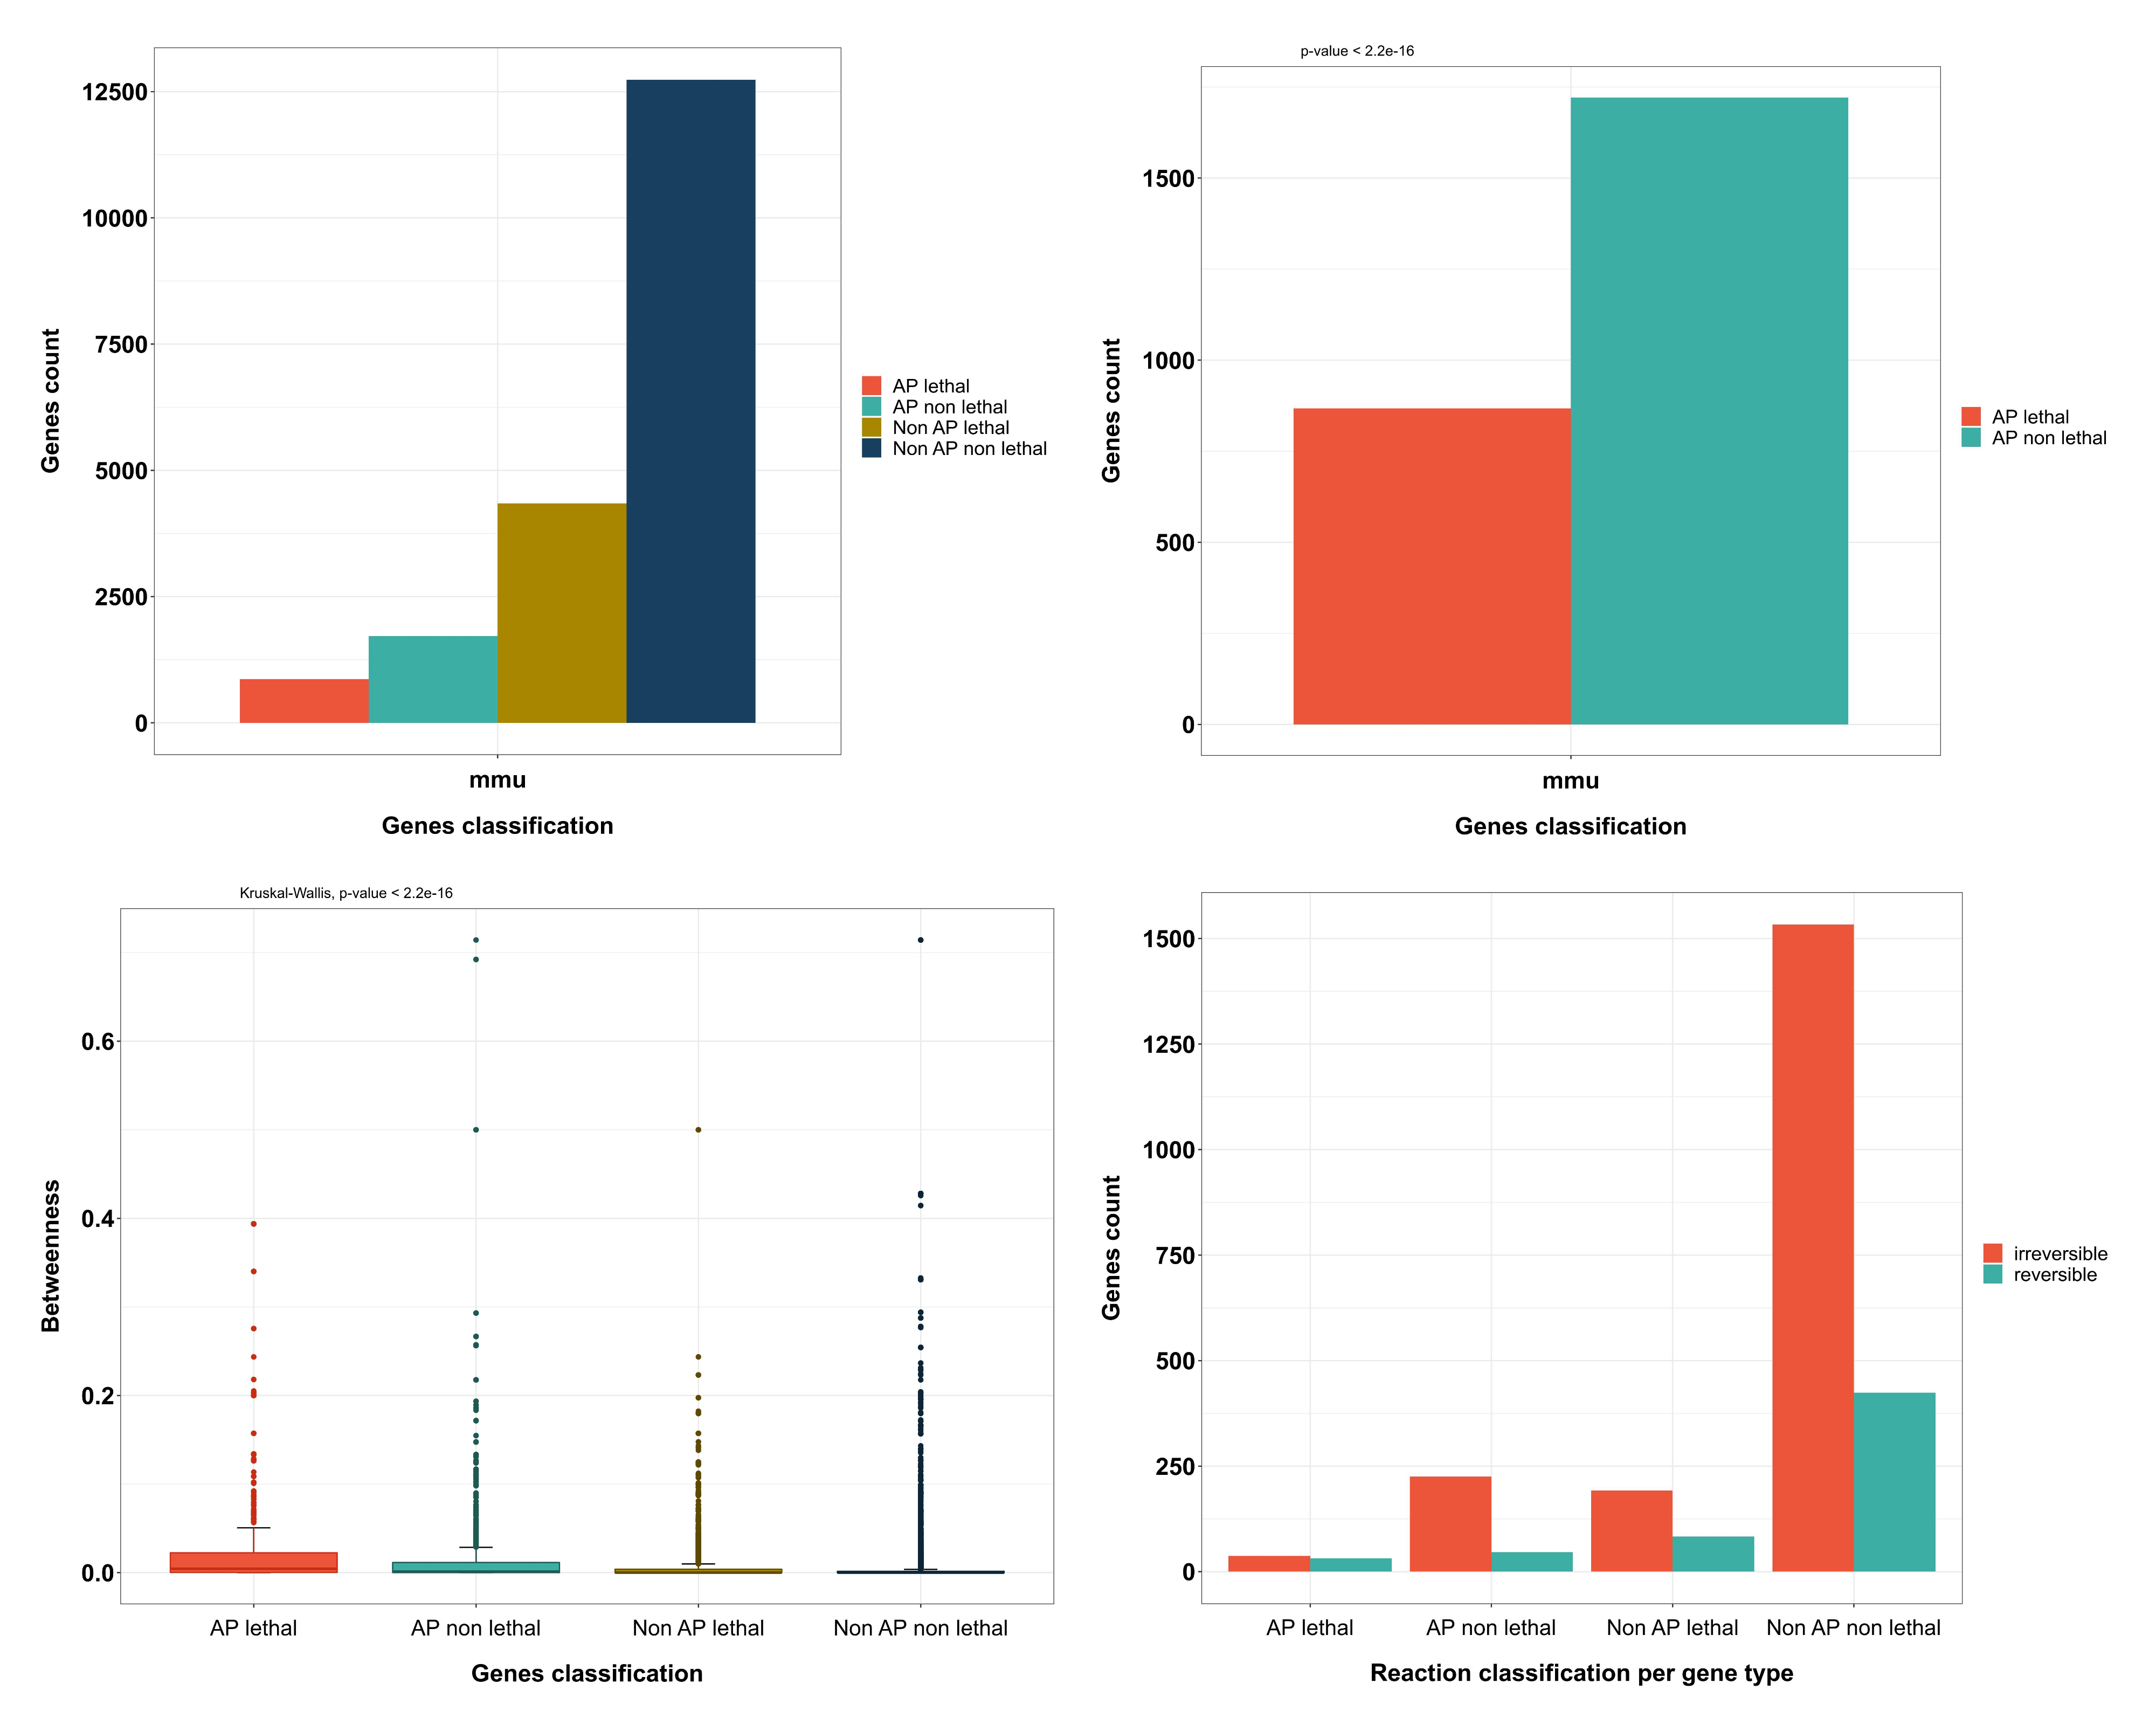 12500
10000
7500
5000
2500
0
Genes count
mmu
Genes classification
AP lethal
AP non lethal
Non AP lethal
Non AP non lethal
p-value < 2.2e-16
1500
1000
500
0
Genes count
mmu
Genes classification
AP lethal
AP non lethal
Kruskal-Wallis, p-value < 2.2e-16
0.6
0.4
0.2
0.0
Betweenness
AP lethal
AP non lethal
Non AP lethal
Non AP non lethal
Genes classification
1500
1250
1000
750
500
250
0
Genes count
AP lethal
AP non lethal
Non AP lethal
Non AP non lethal
Reaction classification per gene type
irreversible
reversible